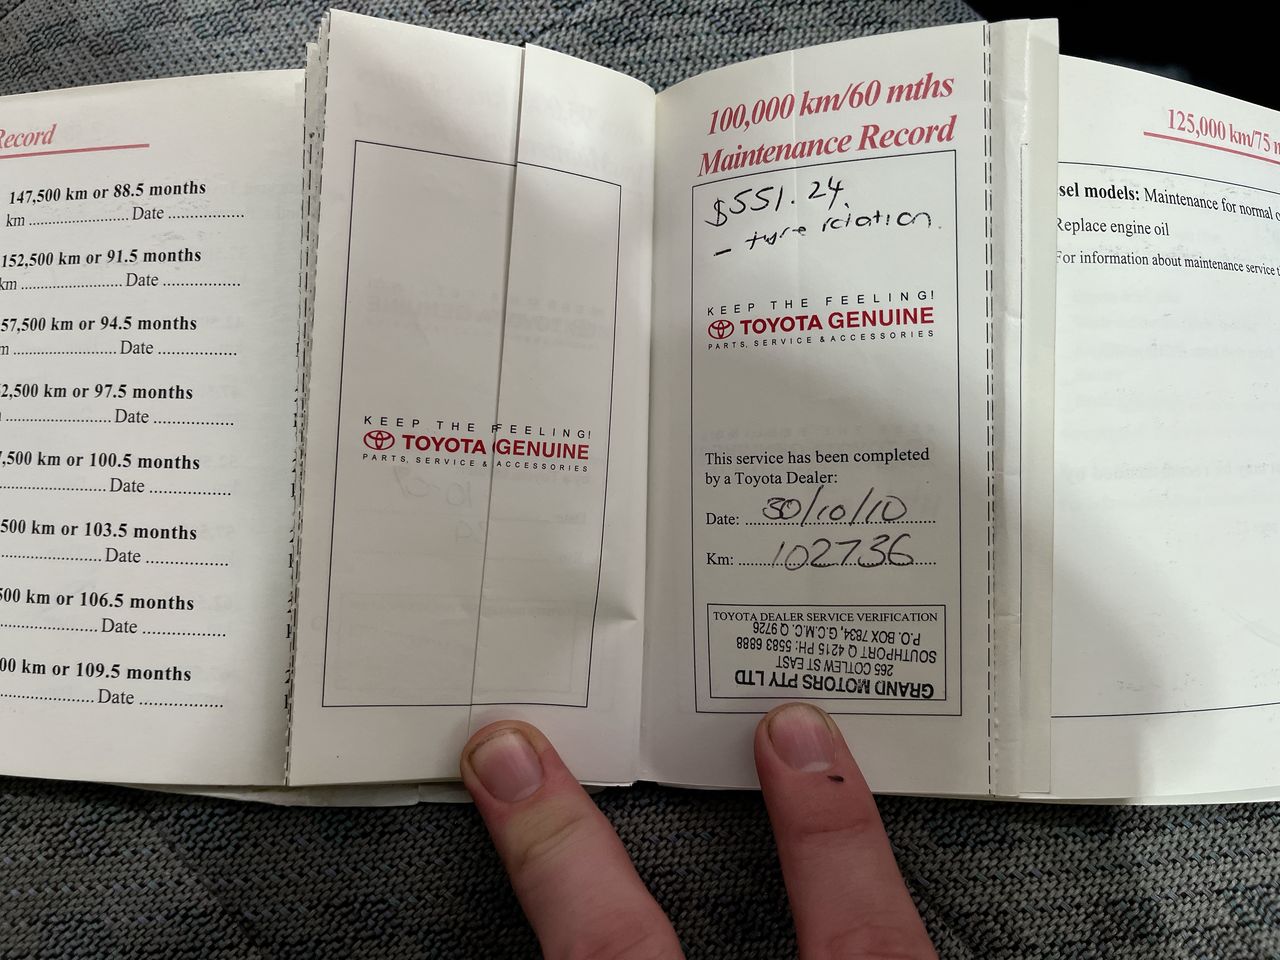 Record
147,500 km or 88.5 months
km ..................... Date ................
152,500 km or 91.5 months
km ..................... Date ................
57,500 km or 94.5 months
m ..................... Date ................
2,500 km or 97.5 months
..................... Date ................
,500 km or 100.5 months
..................... Date ................
500 km or 103.5 months
..................... Date ................
500 km or 106.5 months
..................... Date ................
00 km or 109.5 months
..................... Date ................
KEEP THE FEELING!
TOYOTA GENUINE
PARTS, SERVICE & ACCESSORIES
100,000 km/60 mths
Maintenance Record
$551.24.
- tyre rotation.
KEEP THE FEELING!
TOYOTA GENUINE
PARTS, SERVICE & ACCESSORIES
This service has been completed
by a Toyota Dealer:
Date: 30/10/10
Km: 102736
TOYOTA DEALER SERVICE VERIFICATION
GRAND MOTORS PTY LTD
265 COTLEW ST EAST
SOUTHPORT Q 4215 PH: 5583 6888
P.O. BOX 7834, G.C.M.C. Q 9726
125,000 km/75 m
sel models: Maintenance for normal c
Replace engine oil
For information about maintenance service t